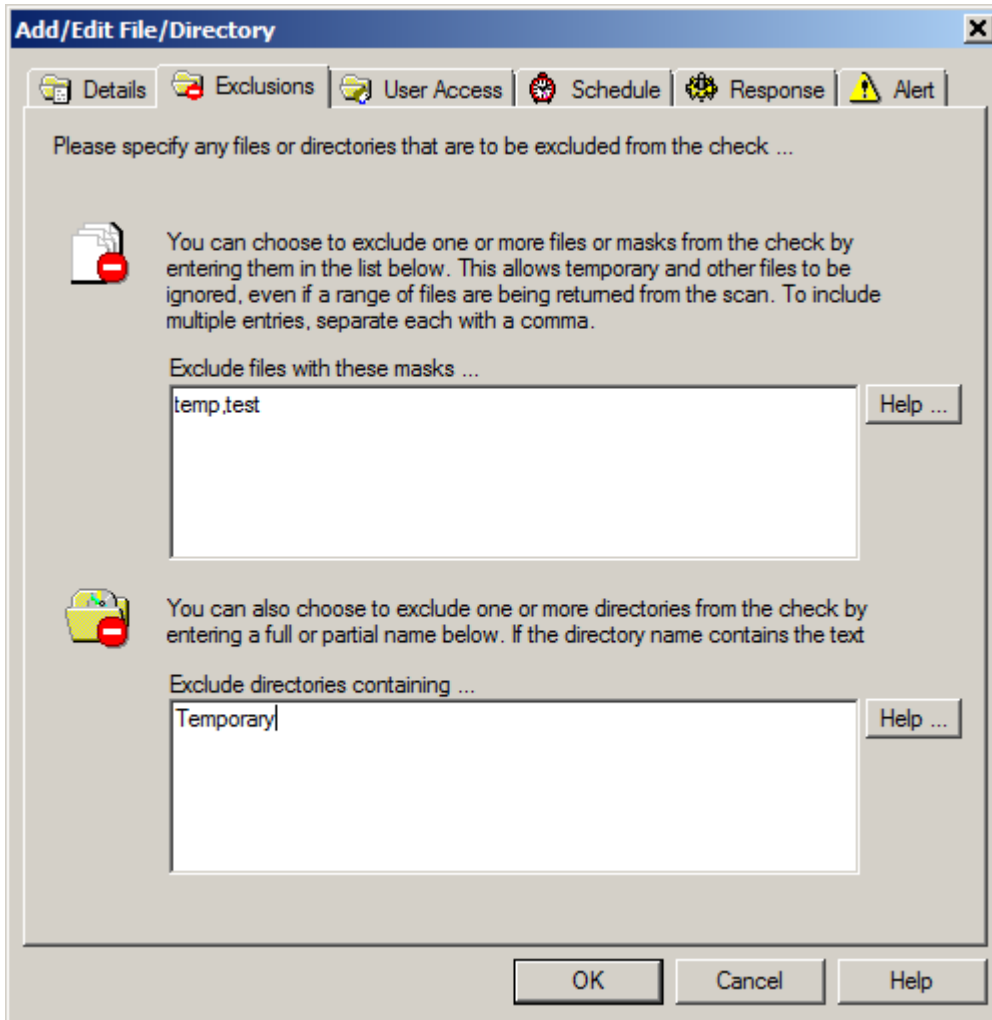 Add/Edit File/Directory
Details Exclusions User Access Schedule Response Alert
Please specify any files or directories that are to be excluded from the check ...
You can choose to exclude one or more files or masks from the check by
entering them in the list below. This allows temporary and other files to be
ignored, even if a range of files are being returned from the scan. To include
multiple entries, separate each with a comma.
Exclude files with these masks ...
temp,test
Help ...
You can also choose to exclude one or more directories from the check by
entering a full or partial name below. If the directory name contains the text
Exclude directories containing ...
Temporary
Help ...
OK Cancel Help